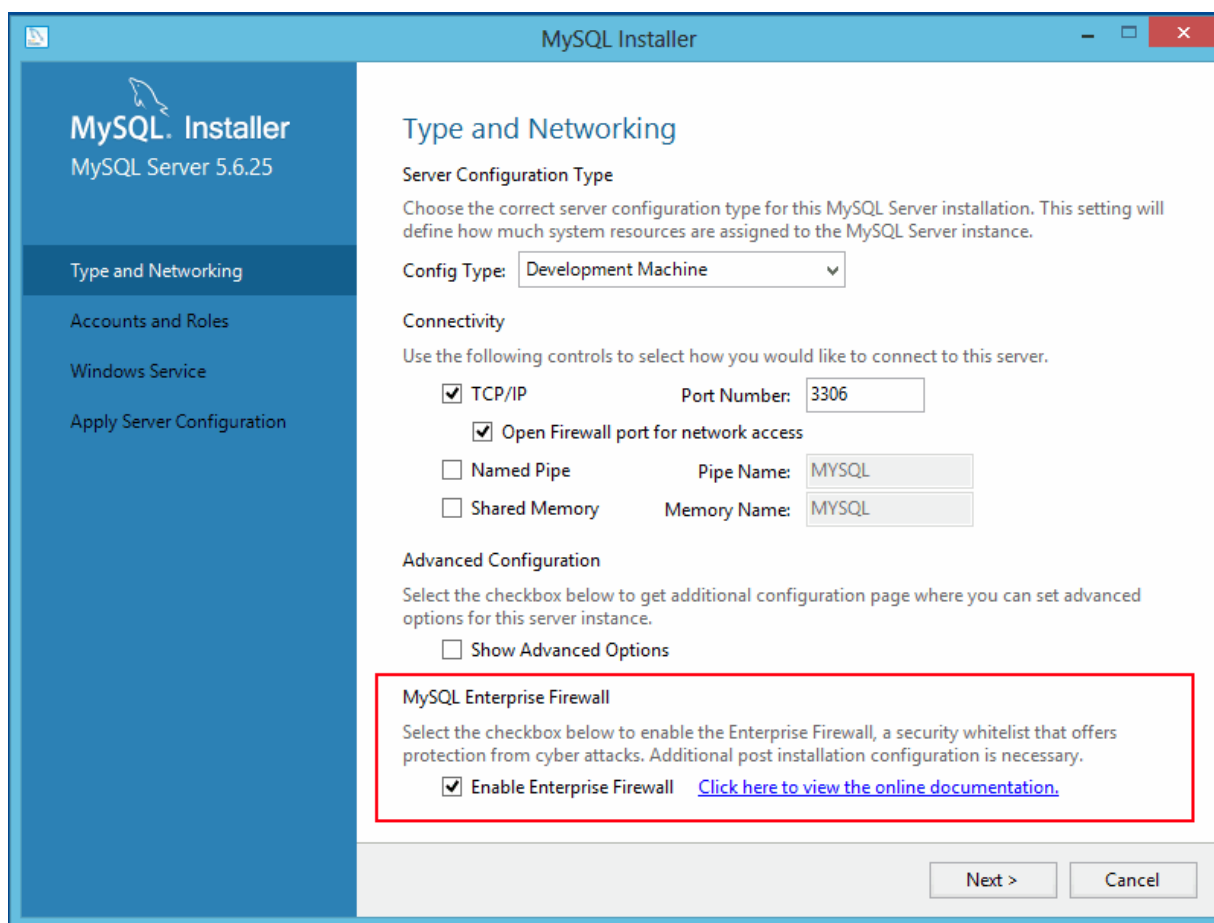 MySQL Installer
MySQL. Installer
MySQL Server 5.6.25
Type and Networking
Accounts and Roles
Windows Service
Apply Server Configuration
Type and Networking
Server Configuration Type
Choose the correct server configuration type for this MySQL Server installation. This setting will
define how much system resources are assigned to the MySQL Server instance.
Config Type: Development Machine
Connectivity
Use the following controls to select how you would like to connect to this server.
TCP/IP Port Number: 3306
Open Firewall port for network access
Named Pipe Pipe Name: MYSQL
Shared Memory Memory Name: MYSQL
Advanced Configuration
Select the checkbox below to get additional configuration page where you can set advanced
options for this server instance.
Show Advanced Options
MySQL Enterprise Firewall
Select the checkbox below to enable the Enterprise Firewall, a security whitelist that offers
protection from cyber attacks. Additional post installation configuration is necessary.
Enable Enterprise Firewall Click here to view the online documentation.
Next > Cancel